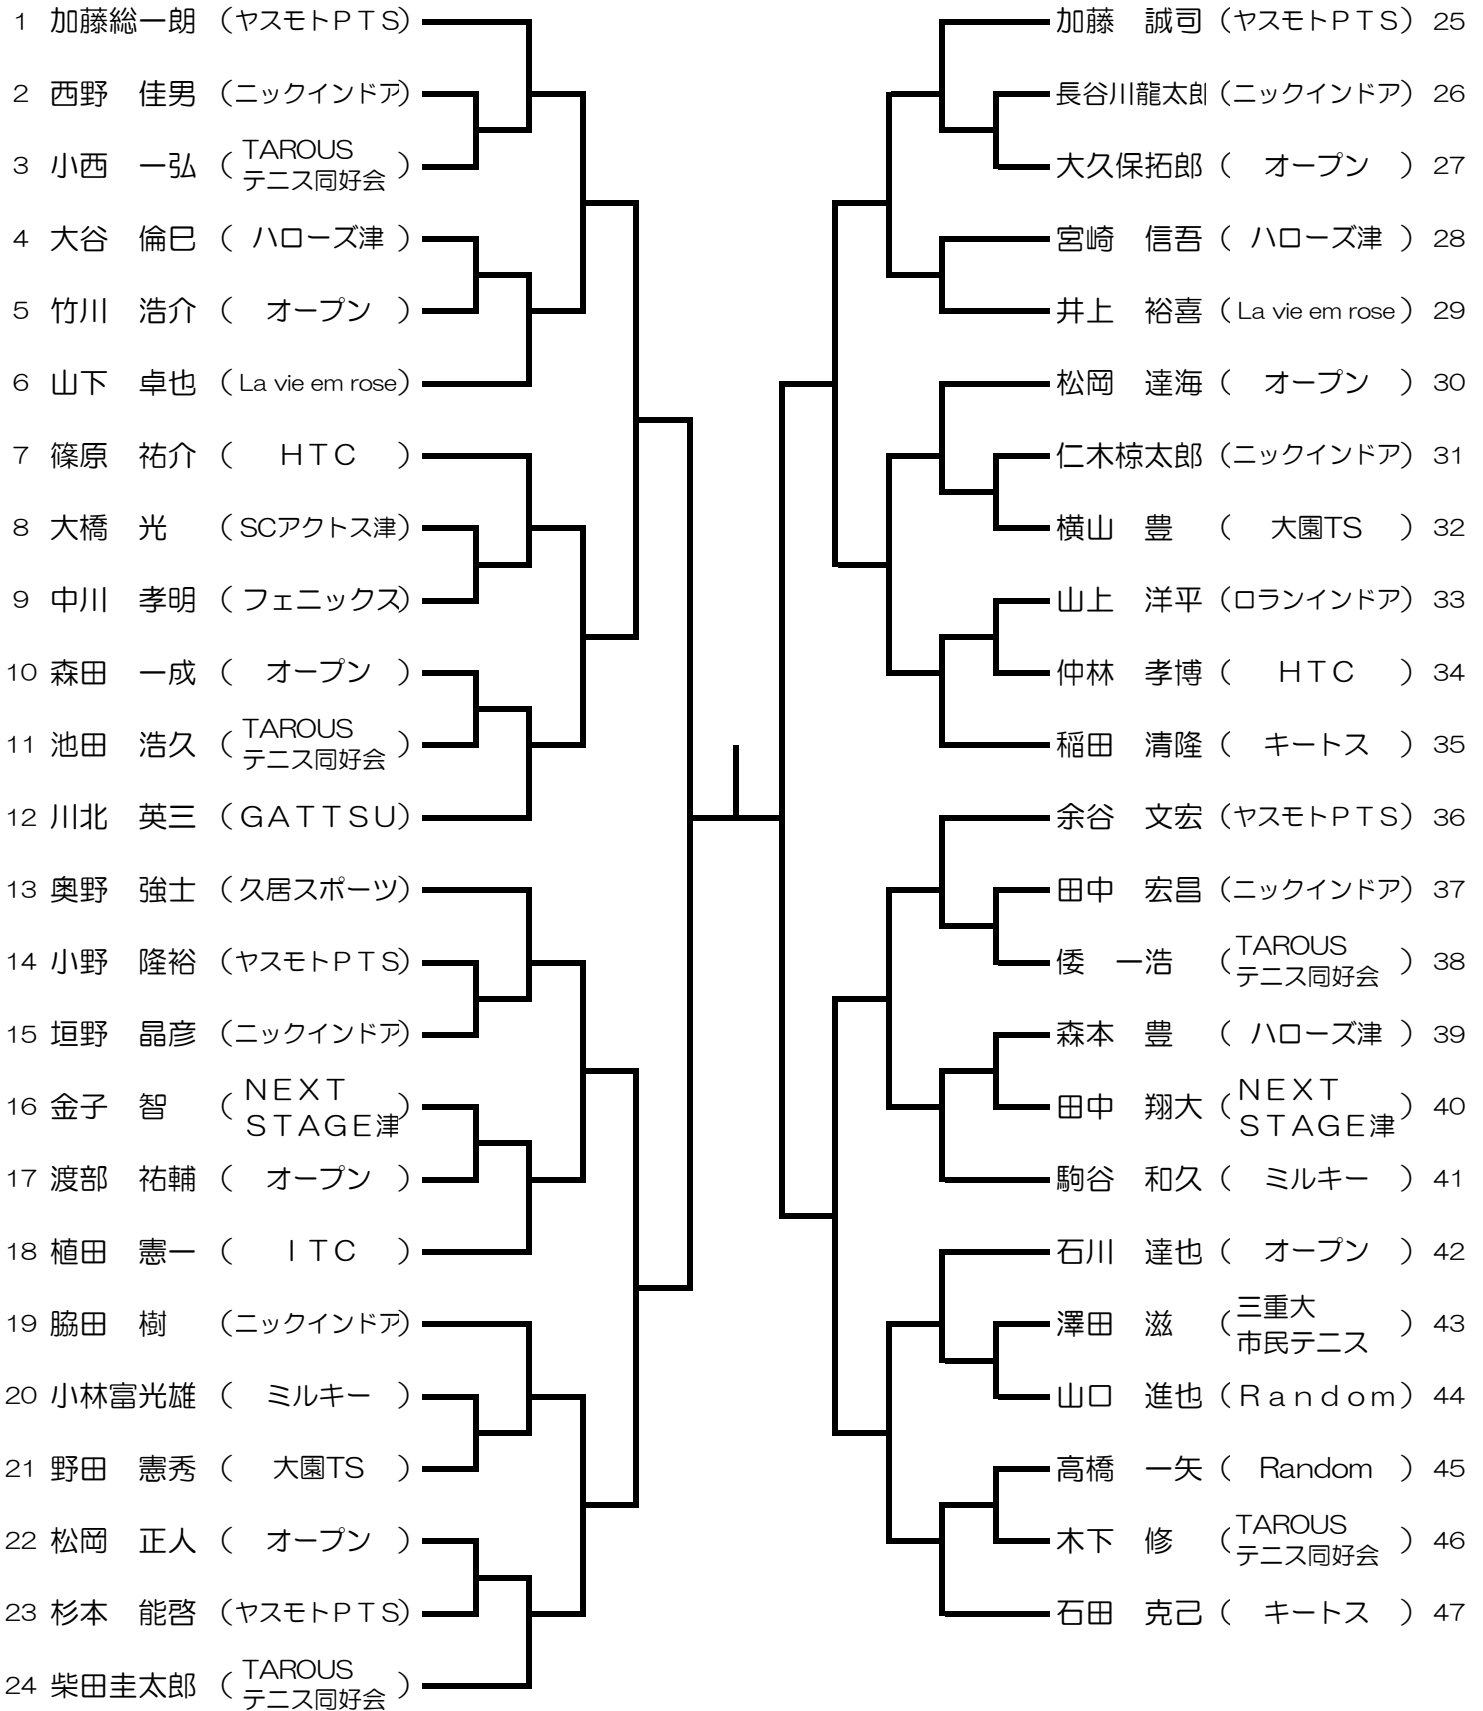 1 加藤総一朗 (ヤスモトPTS)
2 西野 佳男 (ニックインドア)
3 小西 一弘 (TAROUS
テニス同好会)
4 大谷 倫巳 (ハローズ津)
5 竹川 浩介 (オープン)
6 山下 卓也 (La vie em rose)
7 篠原 祐介 (HTC)
8 大橋 光 (SCアクトス津)
9 中川 孝明 (フェニックス)
10 森田 一成 (オープン)
11 池田 浩久 (TAROUS
テニス同好会)
12 川北 英三 (GATTSU)
13 奥野 強士 (久居スポーツ)
14 小野 隆裕 (ヤスモトPTS)
15 垣野 晶彦 (ニックインドア)
16 金子 智 (NEXT
STAGE津)
17 渡部 祐輔 (オープン)
18 植田 憲一 (ITC)
19 脇田 樹 (ニックインドア)
20 小林富光雄 (ミルキー)
21 野田 憲秀 (大園TS)
22 松岡 正人 (オープン)
23 杉本 能啓 (ヤスモトPTS)
24 柴田圭太郎 (TAROUS
テニス同好会)
加藤 誠司 (ヤスモトPTS) 25
長谷川龍太郎 (ニックインドア) 26
大久保拓郎 (オープン) 27
宮崎 信吾 (ハローズ津) 28
井上 裕喜 (La vie em rose) 29
松岡 達海 (オープン) 30
仁木椋太郎 (ニックインドア) 31
横山 豊 (大園TS) 32
山上 洋平 (ロランインドア) 33
仲林 孝博 (HTC) 34
稲田 清隆 (キートス) 35
余谷 文宏 (ヤスモトPTS) 36
田中 宏昌 (ニックインドア) 37
倭 一浩 (TAROUS
テニス同好会) 38
森本 豊 (ハローズ津) 39
田中 翔大 (NEXT
STAGE津) 40
駒谷 和久 (ミルキー) 41
石川 達也 (オープン) 42
澤田 滋 (三重大
市民テニス) 43
山口 進也 (Random) 44
高橋 一矢 (Random) 45
木下 修 (TAROUS
テニス同好会) 46
石田 克己 (キートス) 47